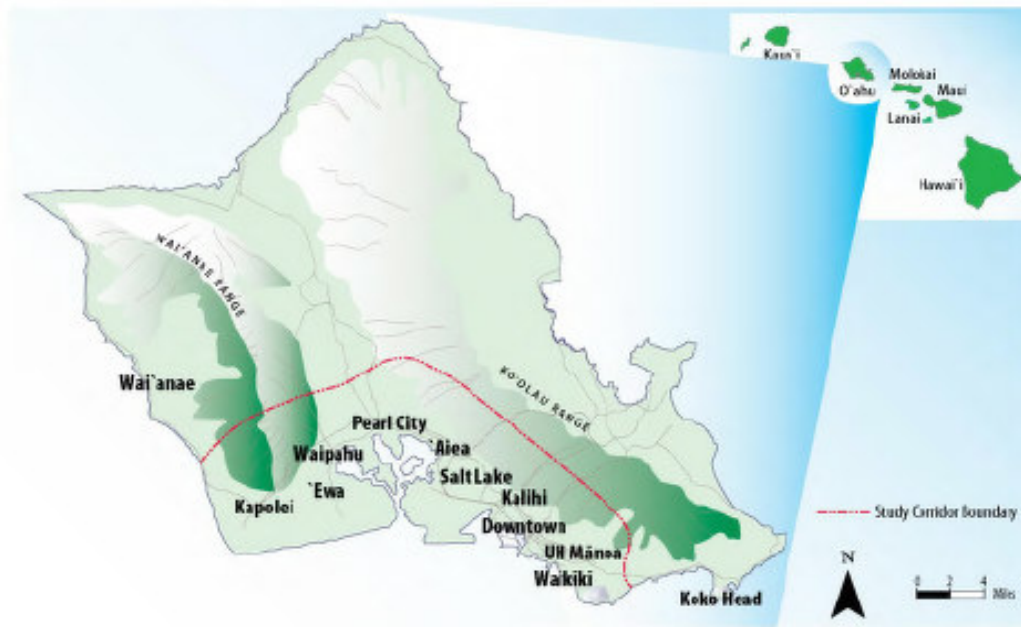 Kaua`i
O`ahu
Molokai
Maui
Lanai
Hawai`i
WAI`ANAE RANGE
KO`OLAU RANGE
Wai`anae
Pearl City
`Aiea
Waipahu
Salt Lake
`Ewa
Kalihi
Kapolei
Downtown
UH Mānoa
Waikiki
Koko Head
Study Corridor Boundary
N
0 2 4
Miles